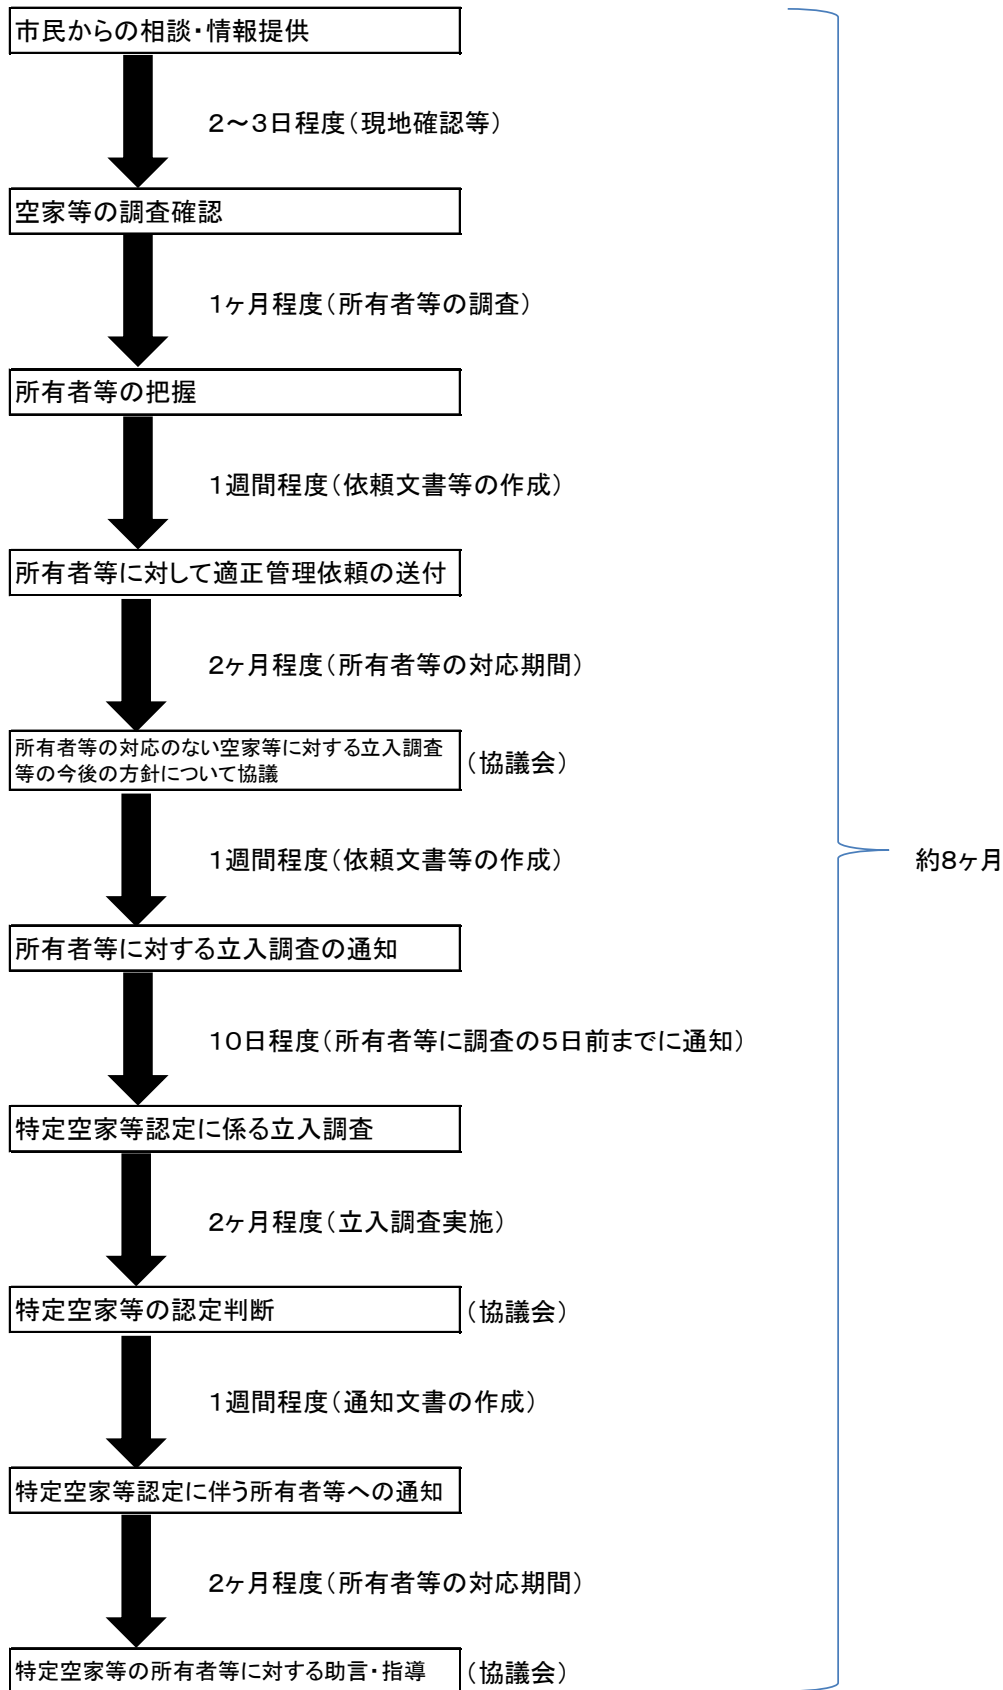 市民からの相談・情報提供
2～3日程度（現地確認等）
空家等の調査確認
1ヶ月程度（所有者等の調査）
所有者等の把握
1週間程度（依頼文書等の作成）
所有者等に対して適正管理依頼の送付
2ヶ月程度（所有者等の対応期間）
所有者等の対応のない空家等に対する立入調査
等の今後の方針について協議
（協議会）
1週間程度（依頼文書等の作成）
約8ヶ月
所有者等に対する立入調査の通知
10日程度（所有者等に調査の5日前までに通知）
特定空家等認定に係る立入調査
2ヶ月程度（立入調査実施）
特定空家等の認定判断
（協議会）
1週間程度（通知文書の作成）
特定空家等認定に伴う所有者等への通知
2ヶ月程度（所有者等の対応期間）
特定空家等の所有者等に対する助言・指導
（協議会）